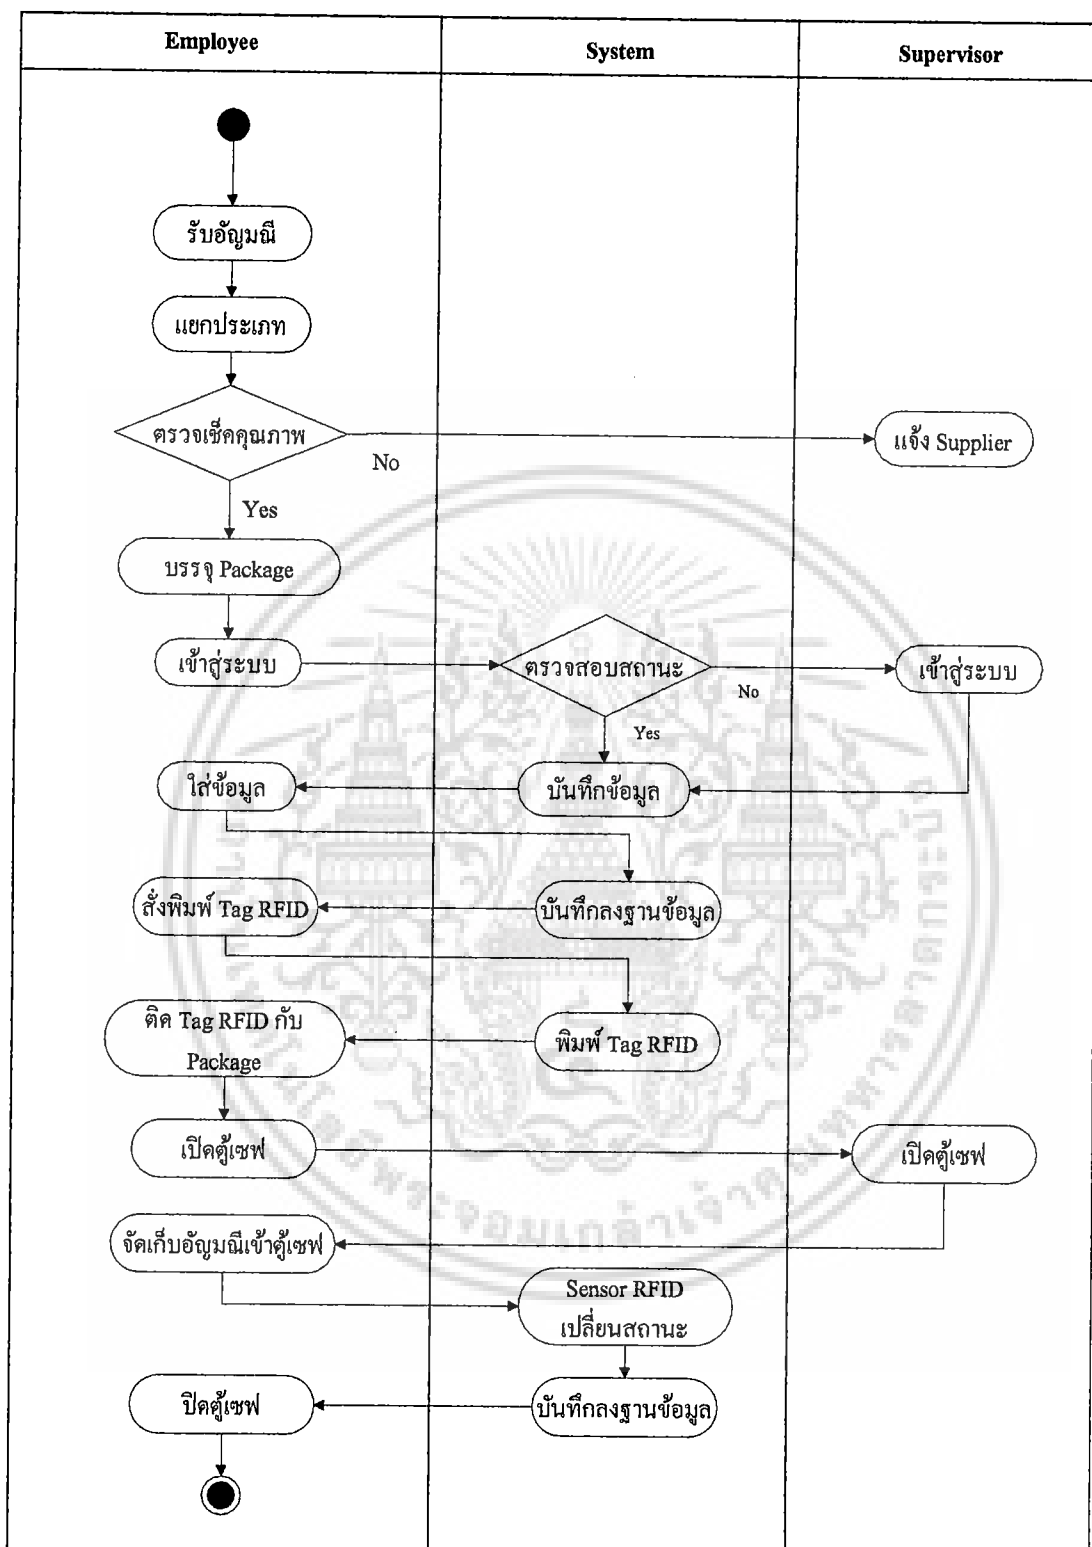 Employee
System
Supervisor
รับอัญมณี
แยกประเภท
ตรวจเช็คคุณภาพ
No
แจ้ง Supplier
Yes
บรรจุ Package
เข้าสู่ระบบ
ตรวจสอบสถานะ
No
เข้าสู่ระบบ
Yes
ใส่ข้อมูล
บันทึกข้อมูล
สั่งพิมพ์ Tag RFID
บันทึกลงฐานข้อมูล
ติด Tag RFID กับ
Package
พิมพ์ Tag RFID
เปิดตู้เซฟ
เปิดตู้เซฟ
จัดเก็บอัญมณีเข้าตู้เซฟ
Sensor RFID
เปลี่ยนสถานะ
ปิดตู้เซฟ
บันทึกลงฐานข้อมูล